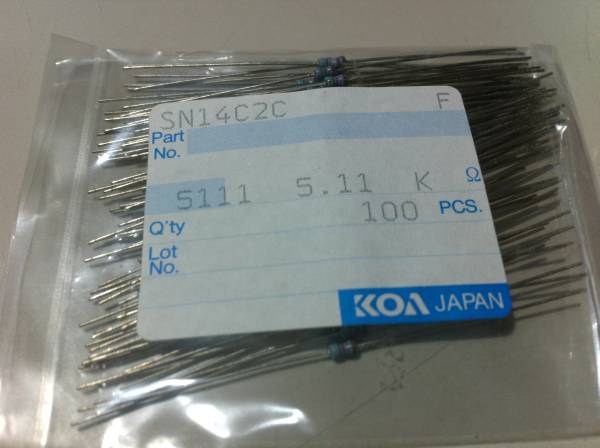 SN14C2C F
Part
No.
5111 5.11 K Ω
Q'ty 100 PCS.
Lot
No.
KOA JAPAN